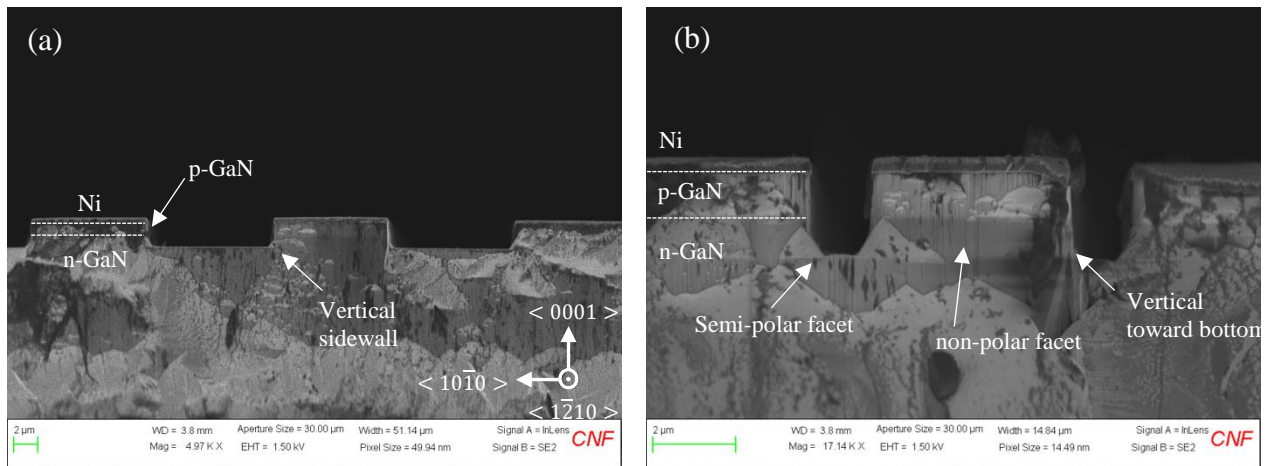 (a)
p-GaN
Ni
n-GaN
Vertical
sidewall
< 0001 >
< 101̅0 >
< 12̅10 >
2 μm
WD = 3.8 mm
Mag = 4.97 K X
Aperture Size = 30.00 μm
EHT = 1.50 kV
Width = 51.14 μm
Pixel Size = 49.94 nm
Signal A = InLens
Signal B = SE2
CNF
(b)
Ni
p-GaN
n-GaN
Semi-polar facet
non-polar facet
Vertical
toward bottom
2 μm
WD = 3.8 mm
Mag = 17.14 K X
Aperture Size = 30.00 μm
EHT = 1.50 kV
Width = 14.84 μm
Pixel Size = 14.49 nm
Signal A = InLens
Signal B = SE2
CNF